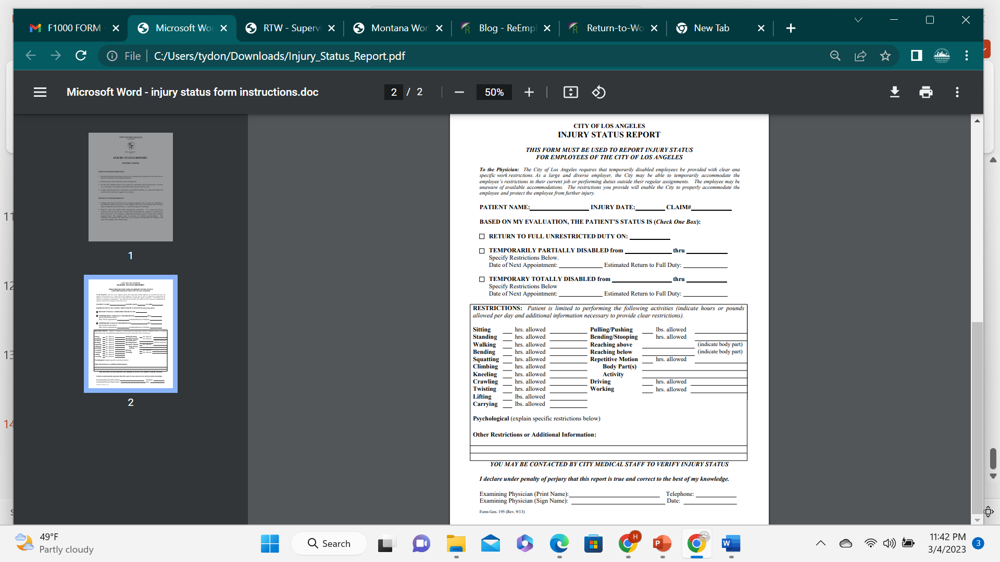 F1000 FORM
Microsoft Wo
RTW - Superv
Montana Wor
Blog - ReEmpl
Return-to-Wo
New Tab
File
C:/Users/tydon/Downloads/Injury_Status_Report.pdf
Microsoft Word - injury status form instructions.doc
2 / 2
50%
CITY OF LOS ANGELES
INJURY STATUS REPORT
THIS FORM MUST BE USED TO REPORT INJURY STATUS
FOR EMPLOYEES OF THE CITY OF LOS ANGELES
To the Physician: The City of Los Angeles requires that temporarily disabled employees be provided with clear and
specific work restrictions. As a large and diverse employer, the City may be able to temporarily accommodate the
employee's restrictions in their current job or performing duties outside their regular assignments. The employee may be
unaware of available accommodations. The restrictions you provide will enable the City to properly accommodate the
employee and protect the employee from further injury.
PATIENT NAME: INJURY DATE: CLAIM#
BASED ON MY EVALUATION, THE PATIENT'S STATUS IS (Check One Box):
RETURN TO FULL UNRESTRICTED DUTY ON:
TEMPORARILY PARTIALLY DISABLED from thru
Specify Restrictions Below.
Date of Next Appointment: Estimated Return to Full Duty:
TEMPORARY TOTALLY DISABLED from thru
Specify Restrictions Below
Date of Next Appointment: Estimated Return to Full Duty:
RESTRICTIONS: Patient is limited to performing the following activities (indicate hours or pounds
allowed per day and additional information necessary to provide clear restrictions).
Sitting hrs. allowed Pulling/Pushing lbs. allowed
Standing hrs. allowed Bending/Stooping hrs. allowed
Walking hrs. allowed Reaching above (indicate body part)
Bending hrs. allowed Reaching below (indicate body part)
Squatting hrs. allowed Repetitive Motion hrs. allowed
Climbing hrs. allowed Body Part(s)
Kneeling hrs. allowed Activity
Crawling hrs. allowed Driving hrs. allowed
Twisting hrs. allowed Working hrs. allowed
Lifting lbs. allowed
Carrying lbs. allowed
Psychological (explain specific restrictions below)
Other Restrictions or Additional Information:
YOU MAY BE CONTACTED BY CITY MEDICAL STAFF TO VERIFY INJURY STATUS
I declare under penalty of perjury that this report is true and correct to the best of my knowledge.
Examining Physician (Print Name): Telephone:
Examining Physician (Sign Name): Date:
Form Gen. 195 (Rev. 9/13)
CITY OF LOS ANGELES
INJURY STATUS REPORT
INSTRUCTIONS
1
2
11
12
13
14
49°F
Partly cloudy
Search
11:42 PM
3/4/2023
3